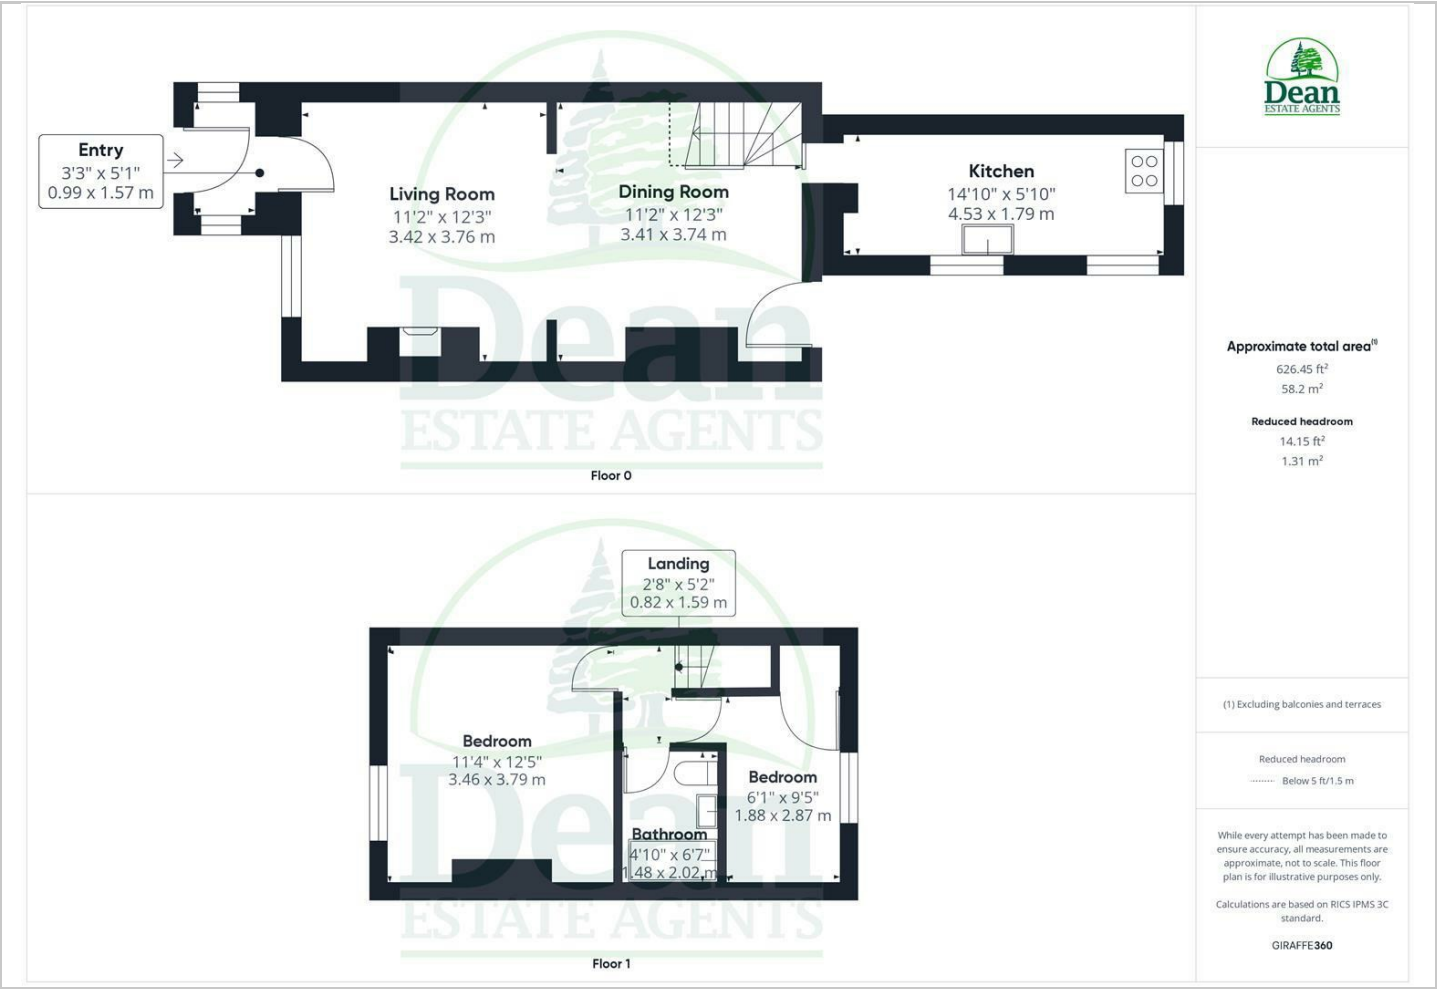 Dean
ESTATE AGENTS
Entry
3'3" x 5'1"
0.99 x 1.57 m
Living Room
11'2" x 12'3"
3.42 x 3.76 m
Dining Room
11'2" x 12'3"
3.41 x 3.74 m
Kitchen
14'10" x 5'10"
4.53 x 1.79 m
Dean
ESTATE AGENTS
Floor 0
Approximate total area(1)
626.45 ft²
58.2 m²
Reduced headroom
14.15 ft²
1.31 m²
Landing
2'8" x 5'2"
0.82 x 1.59 m
Bedroom
11'4" x 12'5"
3.46 x 3.79 m
Bedroom
6'1" x 9'5"
1.88 x 2.87 m
Bathroom
4'10" x 6'7"
1.48 x 2.02 m
Dean
ESTATE AGENTS
Floor 1
(1) Excluding balconies and terraces
Reduced headroom
Below 5 ft/1.5 m
While every attempt has been made to
ensure accuracy, all measurements are
approximate, not to scale. This floor
plan is for illustrative purposes only.
Calculations are based on RICS IPMS 3C
standard.
GIRAFFE360